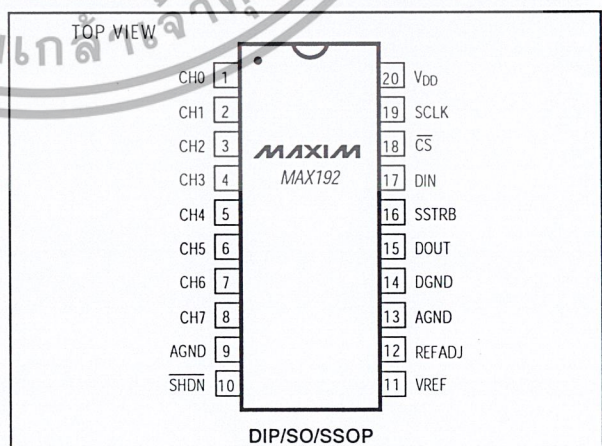 TOP VIEW
CH0 1
CH1 2
CH2 3
CH3 4
CH4 5
CH5 6
CH6 7
CH7 8
AGND 9
SHDN 10
MAXIM
MAX192
20 VDD
19 SCLK
18 CS
17 DIN
16 SSTRB
15 DOUT
14 DGND
13 AGND
12 REFADJ
11 VREF
DIP/SO/SSOP